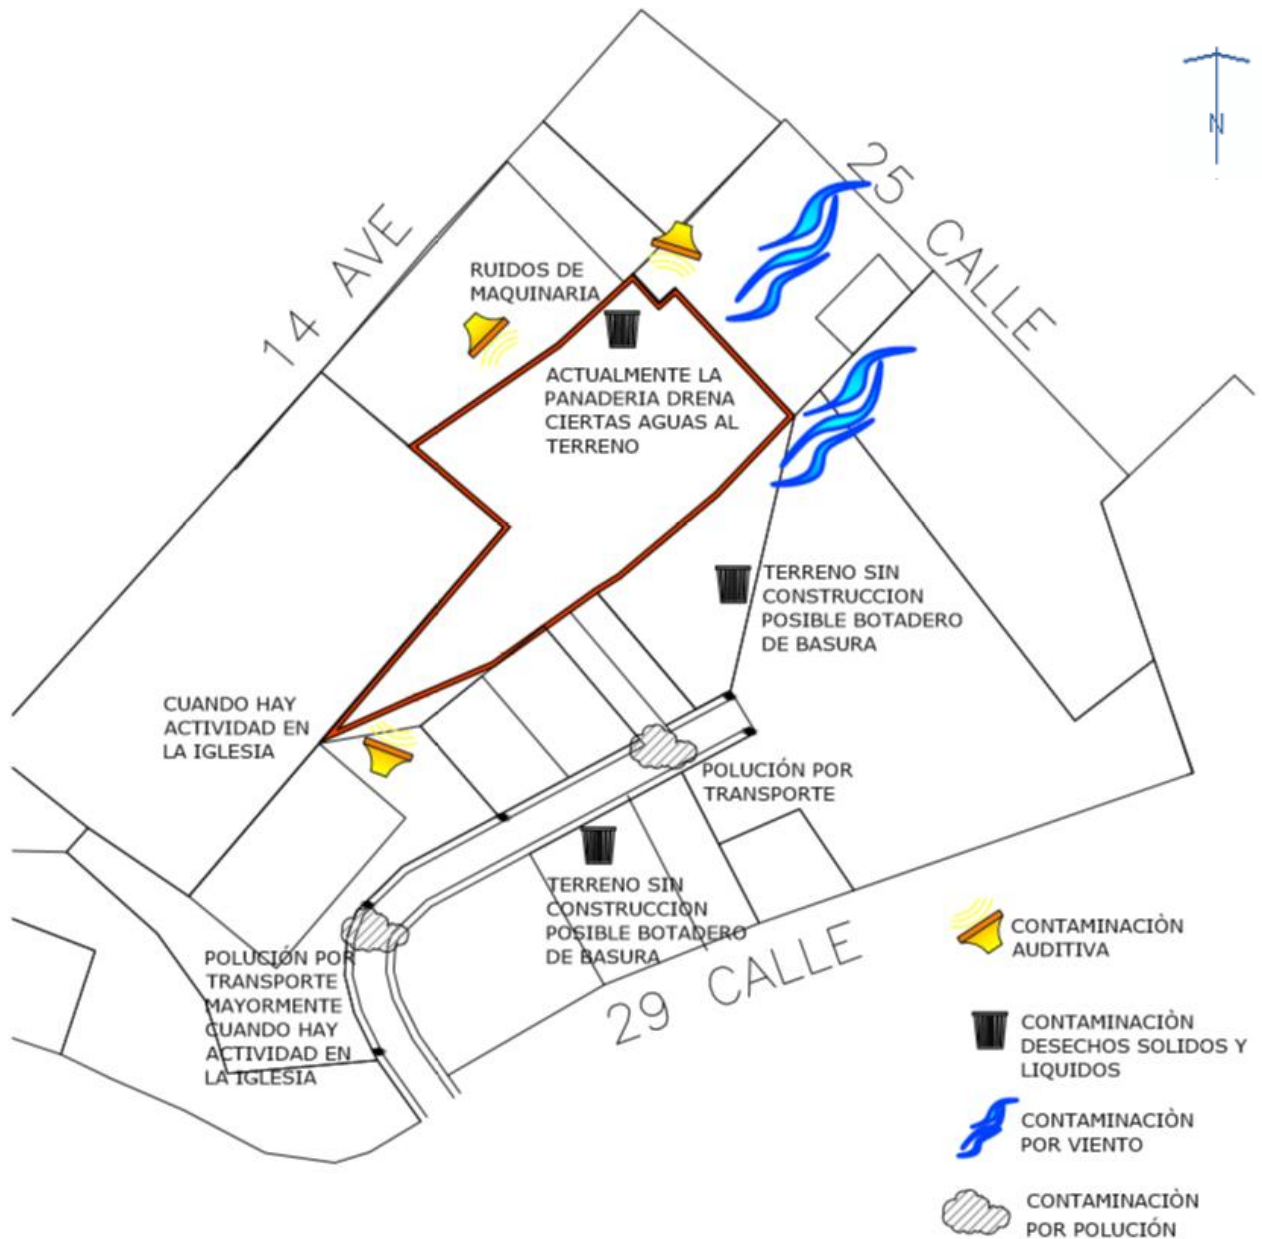 N
25 CALLE
14 AVE
RUIDOS DE
MAQUINARIA
ACTUALMENTE LA
PANADERIA DRENA
CIERTAS AGUAS AL
TERRENO
TERRENO SIN
CONSTRUCCION
POSIBLE BOTADERO
DE BASURA
CUANDO HAY
ACTIVIDAD EN
LA IGLESIA
POLUCIÓN POR
TRANSPORTE
TERRENO SIN
CONSTRUCCION
POSIBLE BOTADERO
DE BASURA
29 CALLE
POLUCIÓN POR
TRANSPORTE
MAYORMENTE
CUANDO HAY
ACTIVIDAD EN
LA IGLESIA
CONTAMINACIÒN
AUDITIVA
CONTAMINACIÒN
DESECHOS SOLIDOS Y
LIQUIDOS
CONTAMINACIÒN
POR VIENTO
CONTAMINACIÒN
POR POLUCIÓN